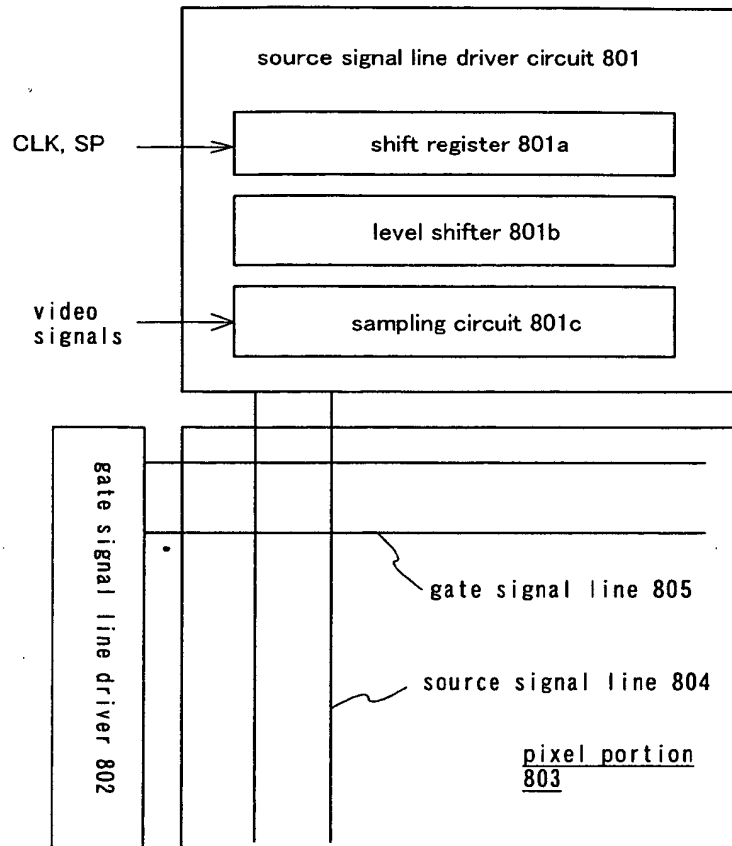 source signal line driver circuit 801
CLK, SP
shift register 801a
level shifter 801b
video
signals
sampling circuit 801c
gate signal line driver 802
gate signal line 805
source signal line 804
pixel portion
803